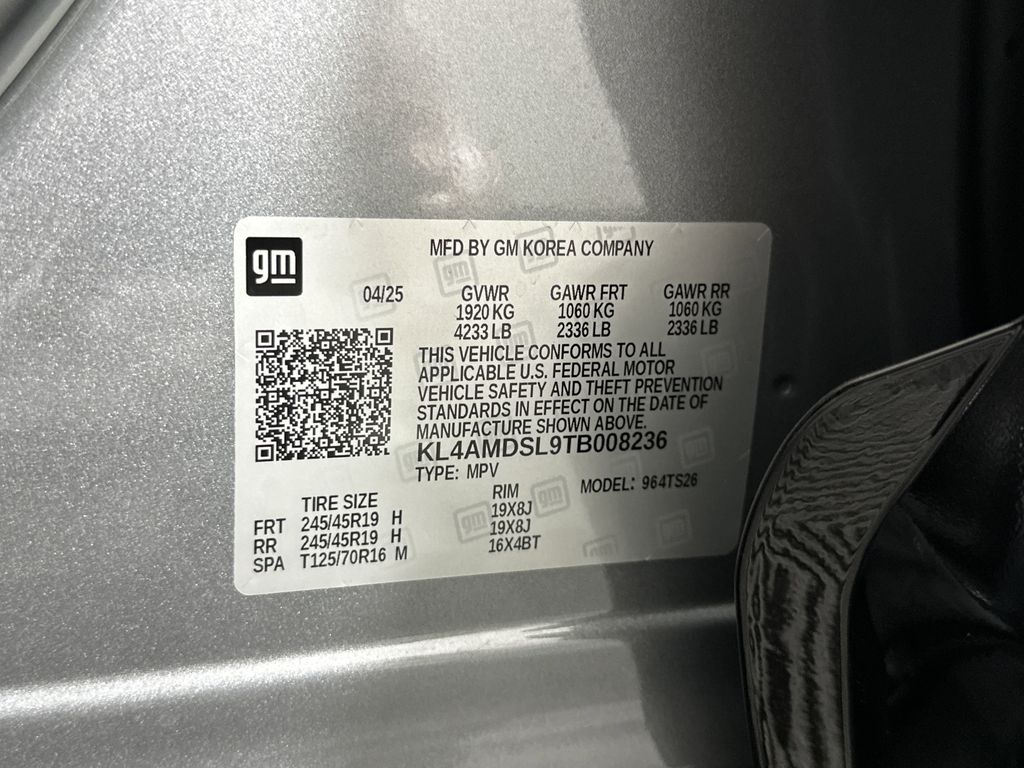 gm
MFD BY GM KOREA COMPANY
04/25 GVWR GAWR FRT GAWR RR
1920 KG 1060 KG 1060 KG
4233 LB 2336 LB 2336 LB
THIS VEHICLE CONFORMS TO ALL
APPLICABLE U.S. FEDERAL MOTOR
VEHICLE SAFETY AND THEFT PREVENTION
STANDARDS IN EFFECT ON THE DATE OF
MANUFACTURE SHOWN ABOVE.
KL4AMDSL9TB008236
TYPE: MPV MODEL: 964TS26
TIRE SIZE RIM
FRT 245/45R19 H 19X8J
RR 245/45R19 H 19X8J
SPA T125/70R16 M 16X4BT